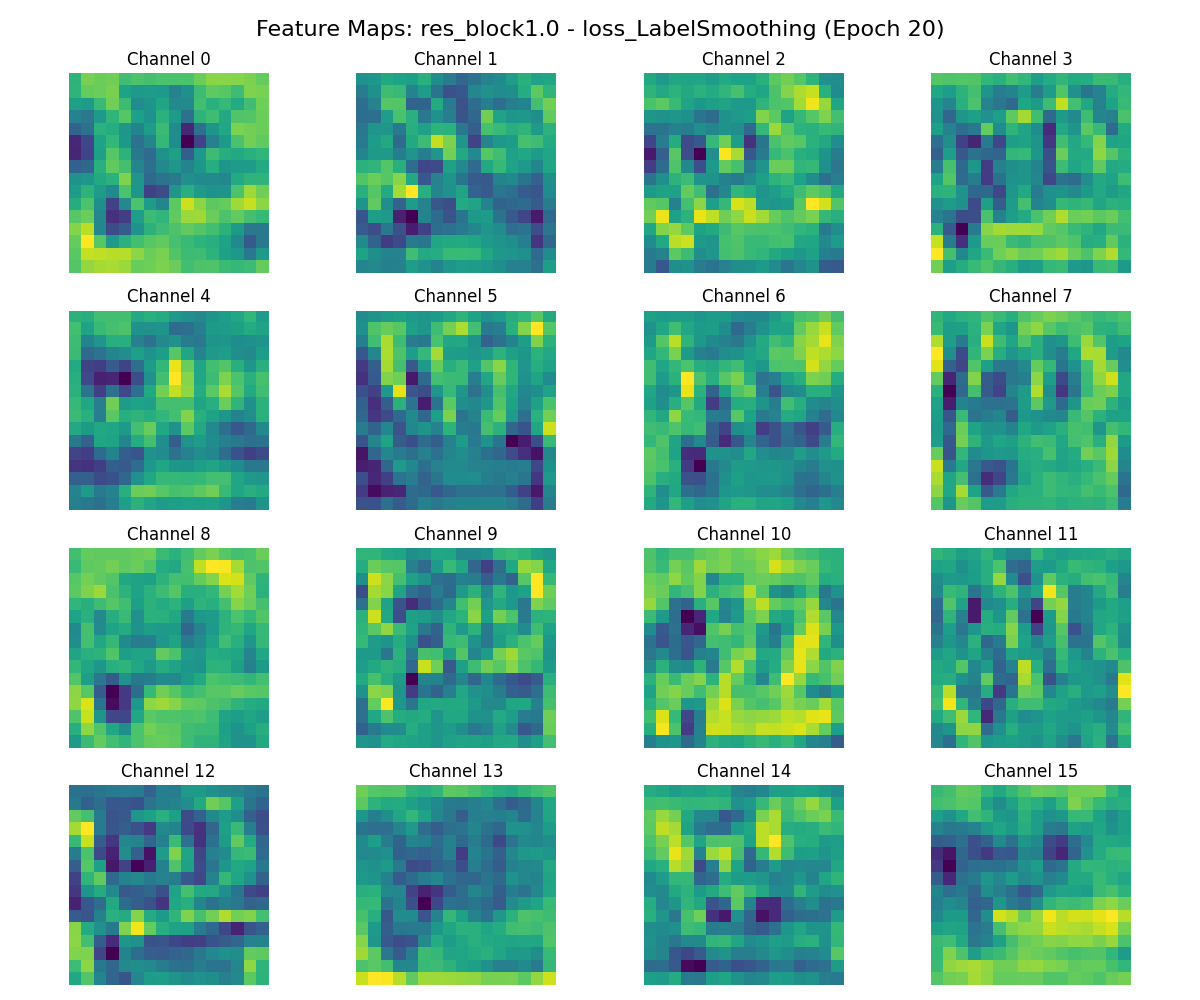 Feature Maps: res_block1.0 - loss_LabelSmoothing (Epoch 20)
Channel 0
Channel 1
Channel 2
Channel 3
Channel 4
Channel 5
Channel 6
Channel 7
Channel 8
Channel 9
Channel 10
Channel 11
Channel 12
Channel 13
Channel 14
Channel 15